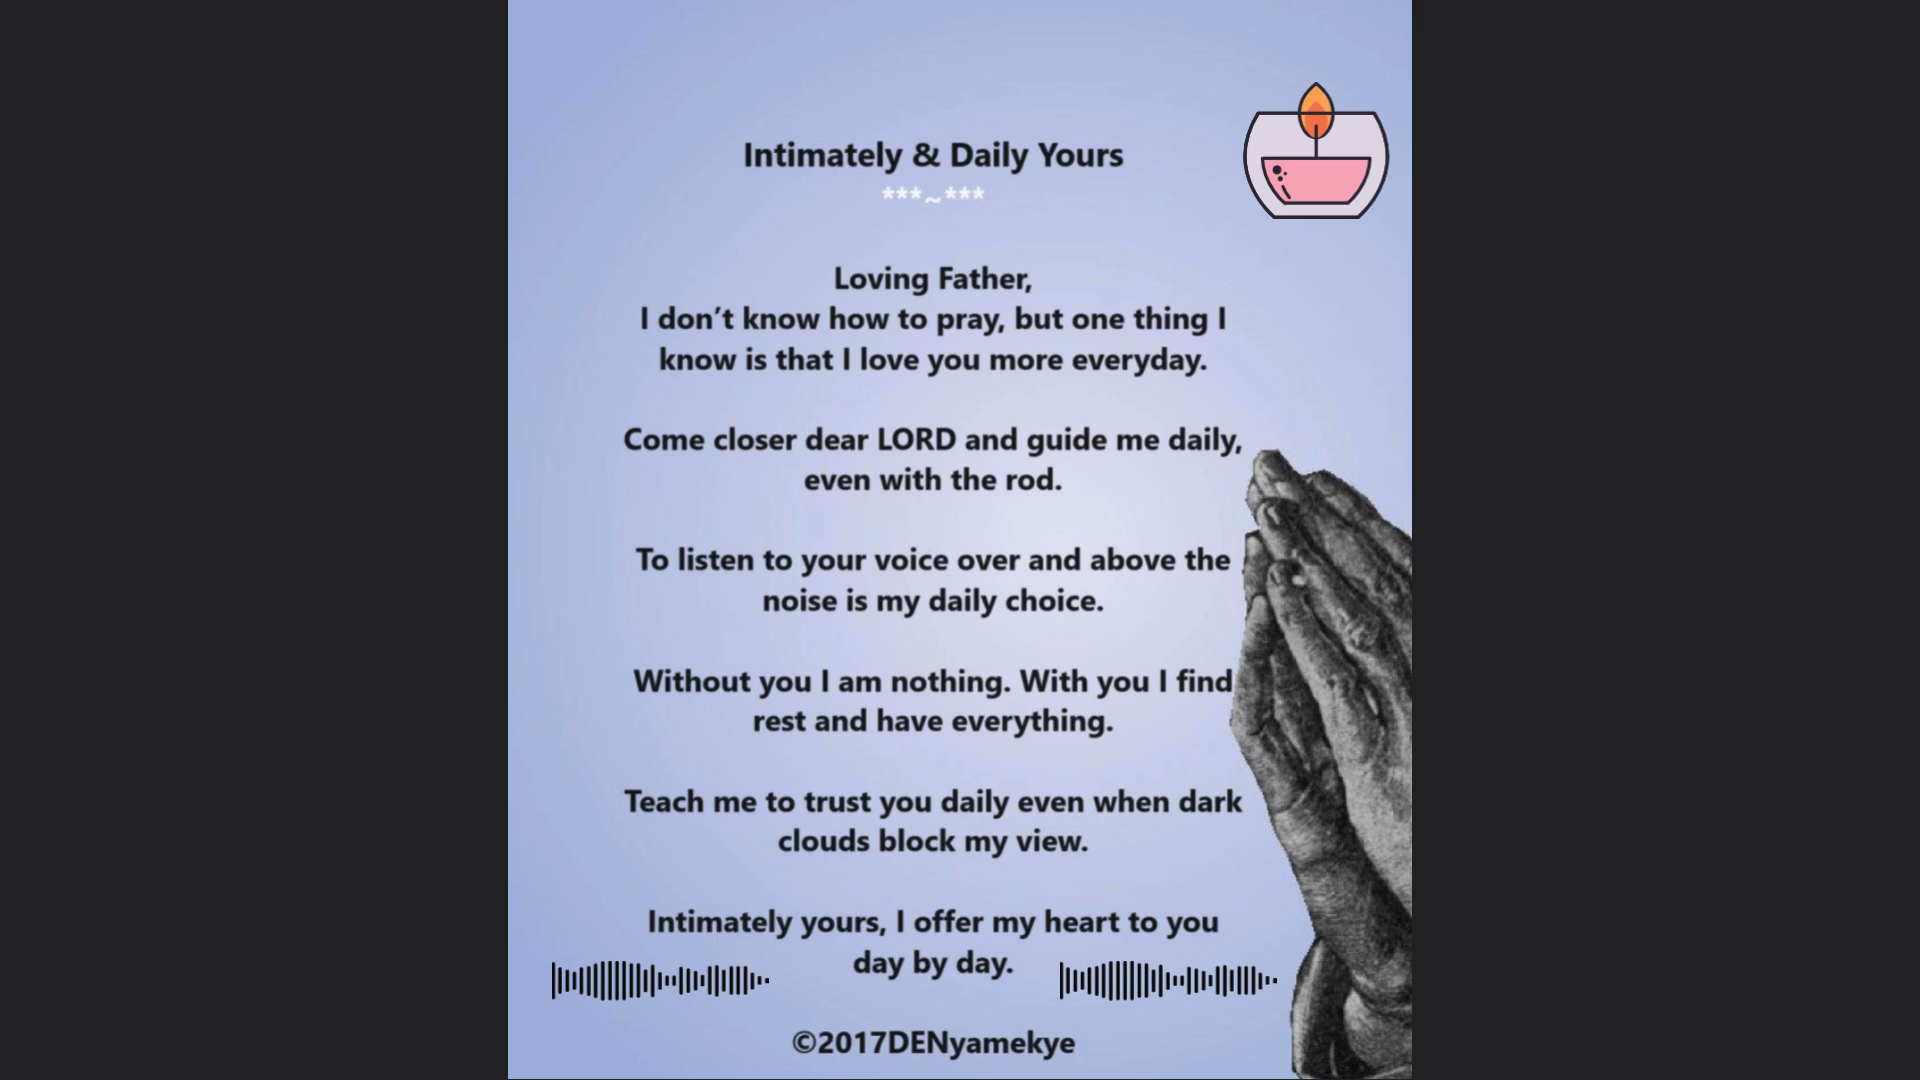 Intimately & Daily Yours
***~***
Loving Father,
I don’t know how to pray, but one thing I
know is that I love you more everyday.
Come closer dear LORD and guide me daily,
even with the rod.
To listen to your voice over and above the
noise is my daily choice.
Without you I am nothing. With you I find
rest and have everything.
Teach me to trust you daily even when dark
clouds block my view.
Intimately yours, I offer my heart to you
day by day.
©2017DENyamekye